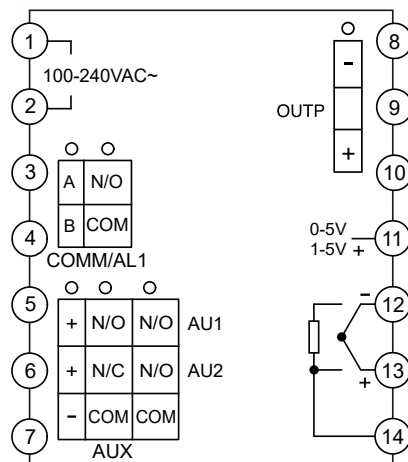 1
100-240VAC~
2
3
A N/O
B COM
4
COMM/AL1
5
+ N/O N/O AU1
6
+ N/C N/O AU2
- COM COM
7
AUX
8
-
OUTP
9
+
10
0-5V
1-5V +
11
-
12
+
13
14